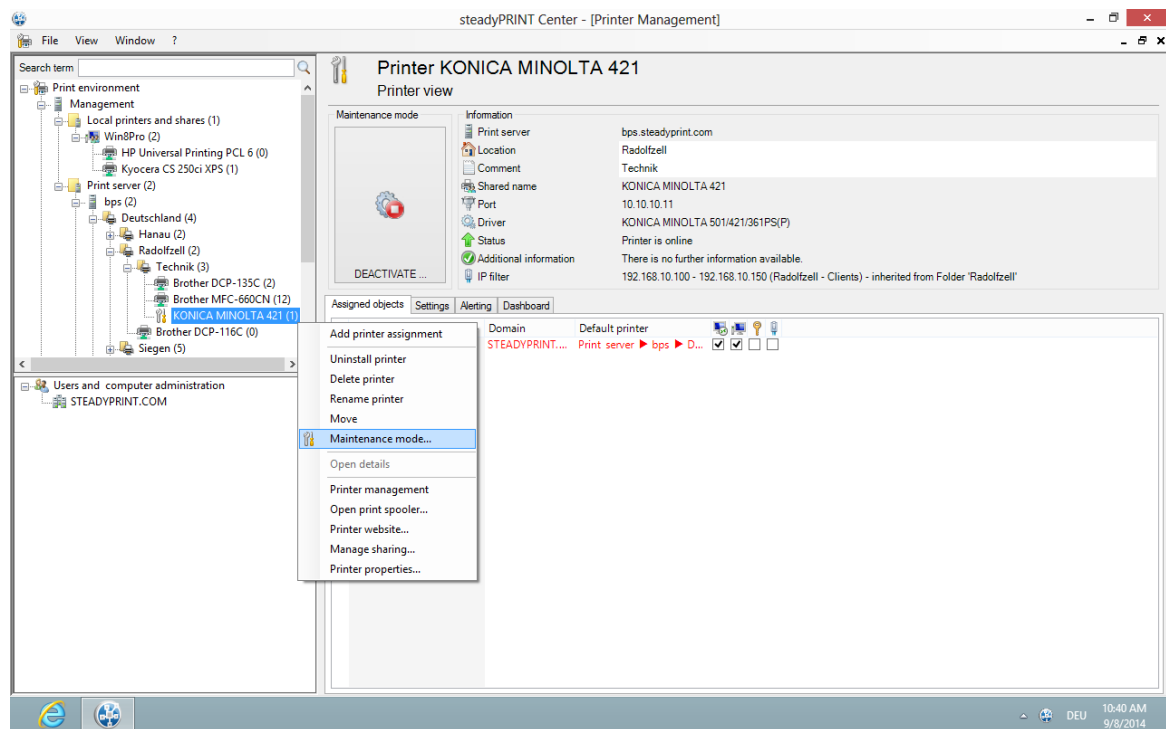 steadyPRINT Center - [Printer Management]
File View Window ?
Search term
Print environment
Management
Local printers and shares (1)
Win8Pro (2)
HP Universal Printing PCL 6 (0)
Kyocera CS 250ci XPS (1)
Print server (2)
bps (2)
Deutschland (4)
Hanau (2)
Radolfzell (2)
Technik (3)
Brother DCP-135C (2)
Brother MFC-660CN (12)
KONICA MINOLTA 421 (1)
Brother DCP-116C (0)
Siegen (5)
Users and computer administration
STEADYPRINT.COM
Printer KONICA MINOLTA 421
Printer view
Maintenance mode
DEACTIVATE ...
Information
Print server bps.steadyprint.com
Location Radolfzell
Comment Technik
Shared name KONICA MINOLTA 421
Port 10.10.10.11
Driver KONICA MINOLTA 501/421/361PS(P)
Status Printer is online
Additional information There is no further information available.
IP filter 192.168.10.100 - 192.168.10.150 (Radolfzell - Clients) - inherited from Folder 'Radolfzell'
Assigned objects Settings Alerting Dashboard
Domain Default printer
STEADYPRINT.... Print server ▶ bps ▶ D...
Add printer assignment
Uninstall printer
Delete printer
Rename printer
Move
Maintenance mode...
Open details
Printer management
Open print spooler...
Printer website...
Manage sharing...
Printer properties...
DEU
10:40 AM
9/8/2014